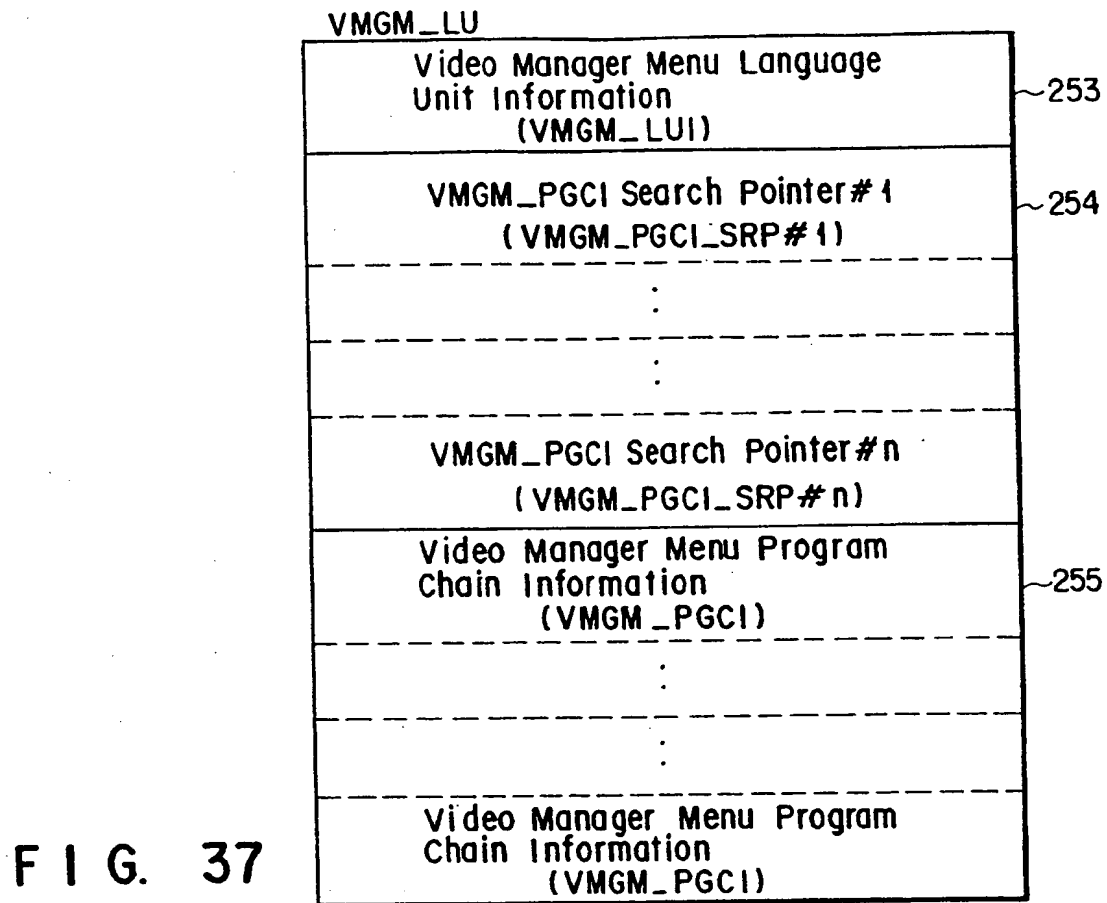 VMGM_LU
Video Manager Menu Language
Unit Information
(VMGM_LUI)
253
VMGM_PGCI Search Pointer#1
(VMGM_PGCI_SRP#1)
254
VMGM_PGCI Search Pointer#n
(VMGM_PGCI_SRP#n)
Video Manager Menu Program
Chain Information
(VMGM_PGCI)
255
Video Manager Menu Program
Chain Information
(VMGM_PGCI)
FIG. 37